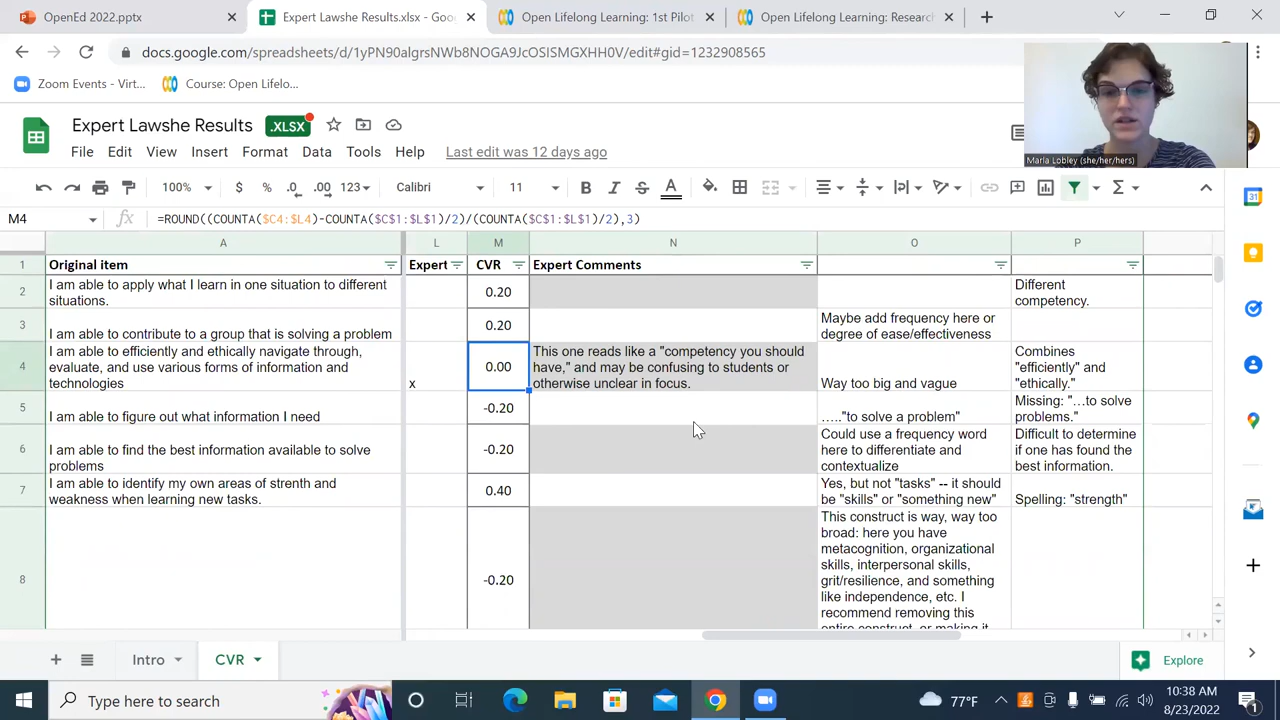 OpenEd 2022.pptx
Expert Lawshe Results.xlsx - Goo
Open Lifelong Learning: 1st Pilo
Open Lifelong Learning: Researc
docs.google.com/spreadsheets/d/1yPN90algrsNWb8NOGA9JcOSISMGXHH0V/edit#gid=1232908565
Zoom Events - Virt...
Course: Open Lifelo...
Expert Lawshe Results
.XLSX
File Edit View Insert Format Data Tools Help
Last edit was 12 days ago
Marla Lobley (she/her/hers)
100% $ % .0 .00 123 Calibri 11 B I S A
M4
fx
=ROUND((COUNTA($C4:$L4)-COUNTA($C$1:$L$1)/2)/(COUNTA($C$1:$L$1)/2),3)
A L M N O P
1 Original item Expert CVR Expert Comments
2
I am able to apply what I learn in one situation to different
situations.
0.20
Different
competency.
3
I am able to contribute to a group that is solving a problem
0.20
Maybe add frequency here or
degree of ease/effectiveness
4
I am able to efficiently and ethically navigate through,
evaluate, and use various forms of information and
technologies
x
0.00
This one reads like a "competency you should
have," and may be confusing to students or
otherwise unclear in focus.
Way too big and vague
Combines
"efficiently" and
"ethically."
5
I am able to figure out what information I need
-0.20
....."to solve a problem"
Missing: "…to solve
problems."
6
I am able to find the best information available to solve
problems
-0.20
Could use a frequency word
here to differentiate and
contextualize
Difficult to determine
if one has found the
best information.
7
I am able to identify my own areas of strenth and
weakness when learning new tasks.
0.40
Yes, but not "tasks" -- it should
be "skills" or "something new"
Spelling: "strength"
8
-0.20
This construct is way, way too
broad: here you have
metacognition, organizational
skills, interpersonal skills,
grit/resilience, and something
like independence, etc. I
recommend removing this
entire construct, or making it
Intro
CVR
Explore
31
Type here to search
77°F
10:38 AM
8/23/2022
1